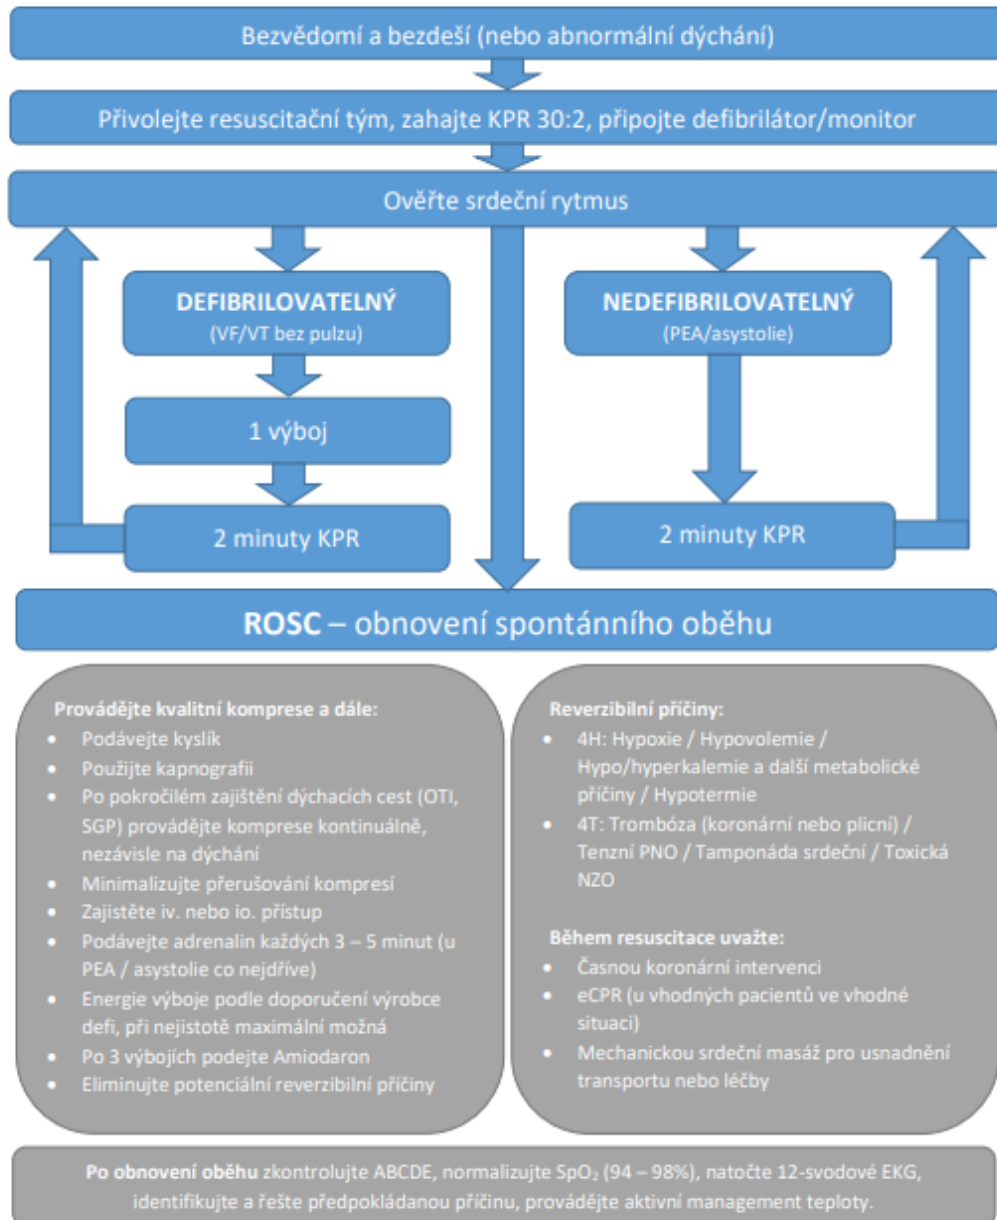 Bezvědomí a bezdeší (nebo abnormální dýchání)
Přivolejte resuscitační tým, zahajte KPR 30:2, připojte defibrilátor/monitor
Ověřte srdeční rytmus
DEFIBRILOVATELNÝ
(VF/VT bez pulzu)
1 výboj
2 minuty KPR
NEDEFIBRILOVATELNÝ
(PEA/asystolie)
2 minuty KPR
ROSC – obnovení spontánního oběhu
Provádějte kvalitní komprese a dále:
• Podávejte kyslík
• Použijte kapnografii
• Po pokročilém zajištění dýchacích cest (OTI,
SGP) provádějte komprese kontinuálně,
nezávisle na dýchání
• Minimalizujte přerušování kompresí
• Zajistěte iv. nebo io. přístup
• Podávejte adrenalin každých 3 – 5 minut (u
PEA / asystolie co nejdříve)
• Energie výboje podle doporučení výrobce
defi, při nejistotě maximální možná
• Po 3 výbojích podejte Amiodaron
• Eliminujte potenciální reverzibilní příčiny
Reverzibilní příčiny:
• 4H: Hypoxie / Hypovolemie /
Hypo/hyperkalemie a další metabolické
příčiny / Hypotermie
• 4T: Trombóza (koronární nebo plicní) /
Tenzní PNO / Tamponáda srdeční / Toxická
NZO
Během resuscitace uvažte:
• Časnou koronární intervenci
• eCPR (u vhodných pacientů ve vhodné
situaci)
• Mechanickou srdeční masáž pro usnadnění
transportu nebo léčby
Po obnovení oběhu zkontrolujte ABCDE, normalizujte SpO₂ (94 – 98%), natočte 12-svodové EKG,
identifikujte a řešte předpokládanou příčinu, provádějte aktivní management teploty.